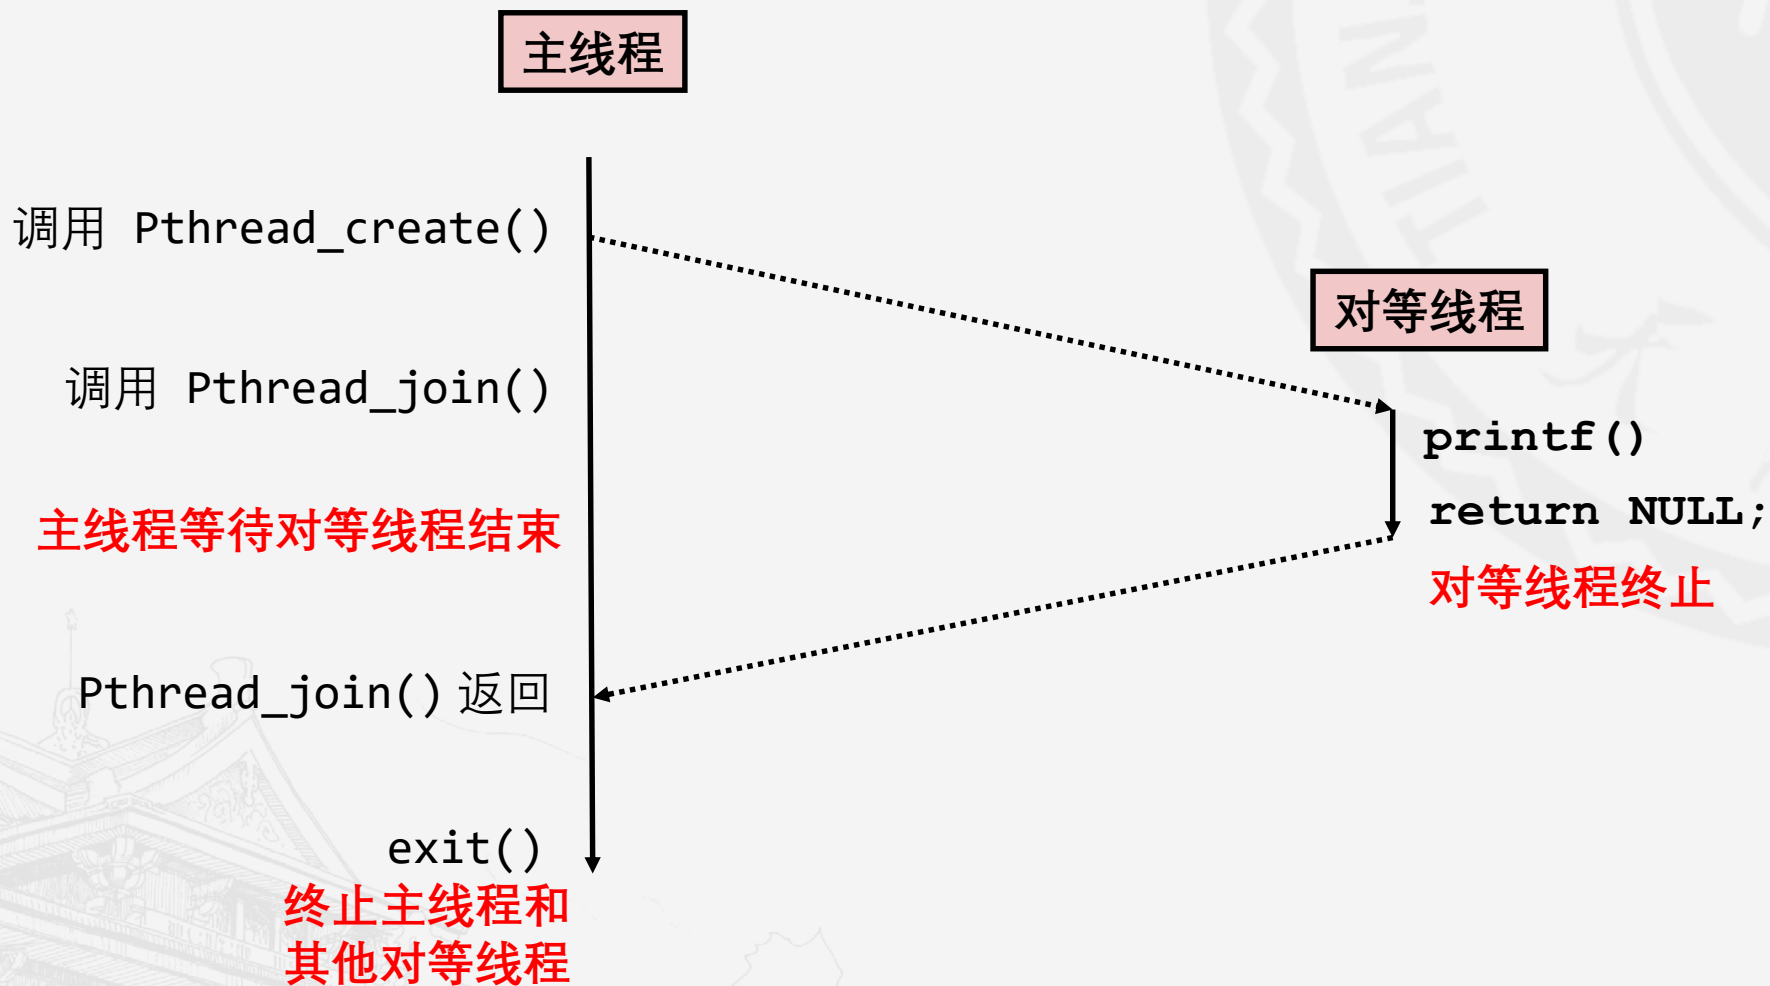 主线程
调用 Pthread_create()
对等线程
调用 Pthread_join()
printf()
主线程等待对等线程结束
return NULL;
对等线程终止
Pthread_join() 返回
exit()
终止主线程和
其他对等线程